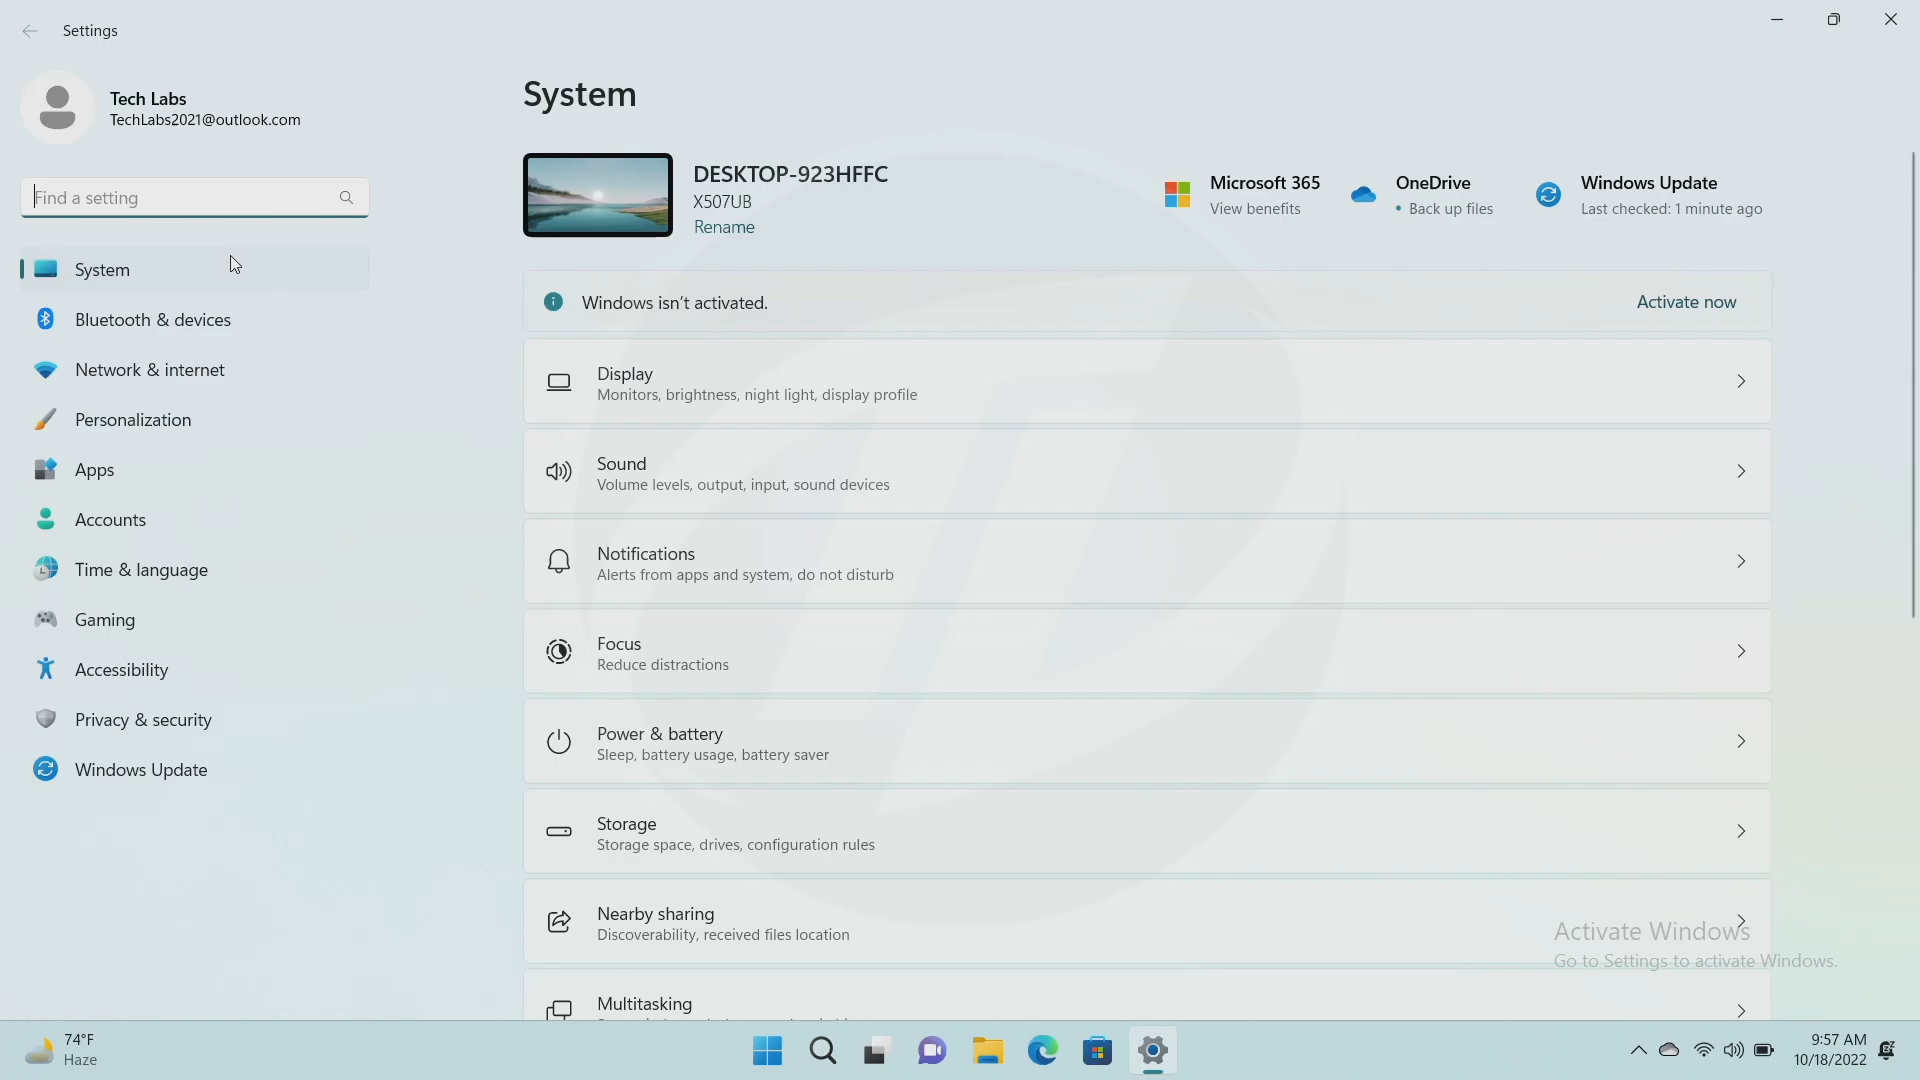 Settings
Tech Labs
TechLabs2021@outlook.com
Find a setting
System
Bluetooth & devices
Network & internet
Personalization
Apps
Accounts
Time & language
Gaming
Accessibility
Privacy & security
Windows Update
System
DESKTOP-923HFFC
X507UB
Rename
Microsoft 365
View benefits
OneDrive
• Back up files
Windows Update
Last checked: 1 minute ago
Windows isn't activated.
Activate now
Display
Monitors, brightness, night light, display profile
Sound
Volume levels, output, input, sound devices
Notifications
Alerts from apps and system, do not disturb
Focus
Reduce distractions
Power & battery
Sleep, battery usage, battery saver
Storage
Storage space, drives, configuration rules
Nearby sharing
Discoverability, received files location
Multitasking
Activate Windows
Go to Settings to activate Windows.
74°F
Haze
9:57 AM
10/18/2022